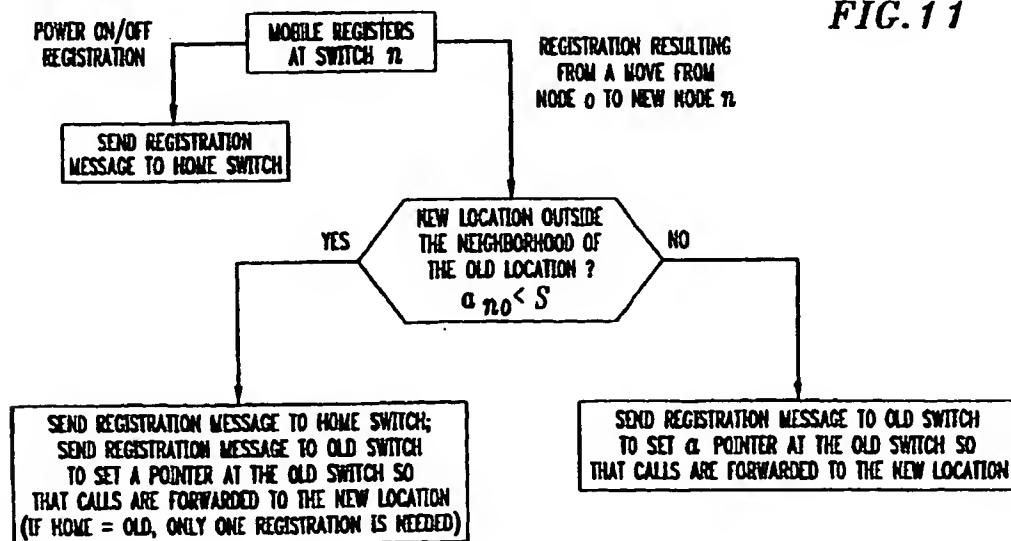 FIG. 11
POWER ON/OFF
REGISTRATION
MOBILE REGISTERS
AT SWITCH n
REGISTRATION RESULTING
FROM A MOVE FROM
NODE o TO NEW NODE n
SEND REGISTRATION
MESSAGE TO HOME SWITCH
NEW LOCATION OUTSIDE
THE NEIGHBORHOOD OF
THE OLD LOCATION ?
a no < S
YES
NO
SEND REGISTRATION MESSAGE TO HOME SWITCH;
SEND REGISTRATION MESSAGE TO OLD SWITCH
TO SET A POINTER AT THE OLD SWITCH SO
THAT CALLS ARE FORWARDED TO THE NEW LOCATION
(IF HOME = OLD, ONLY ONE REGISTRATION IS NEEDED)
SEND REGISTRATION MESSAGE TO OLD SWITCH
TO SET a POINTER AT THE OLD SWITCH SO
THAT CALLS ARE FORWARDED TO THE NEW LOCATION